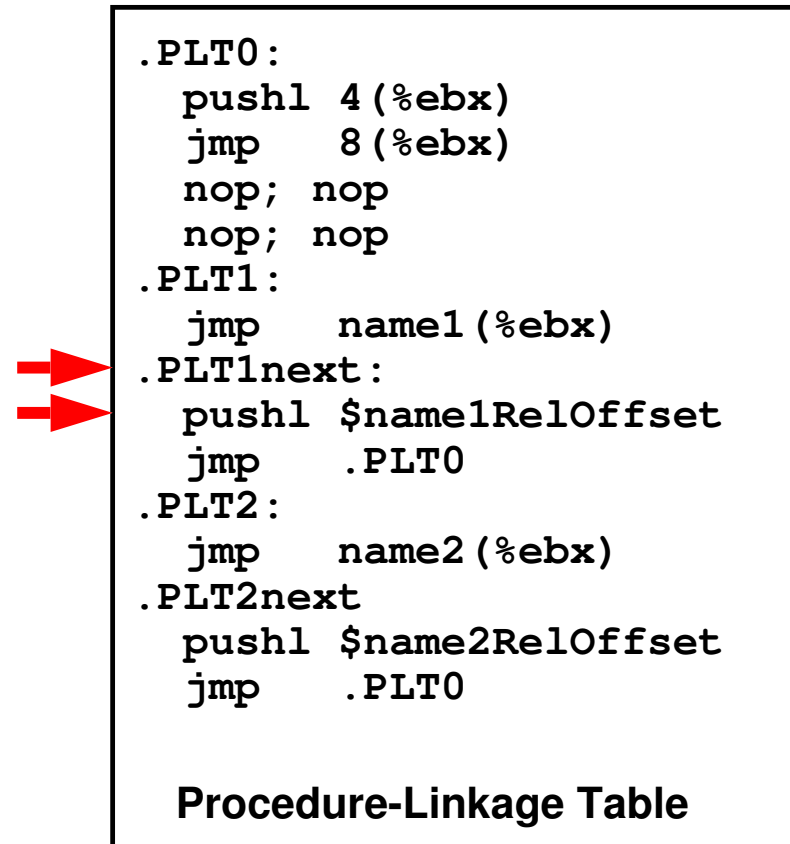 .PLT0:
pushl 4(%ebx)
jmp 8(%ebx)
nop; nop
nop; nop
.PLT1:
jmp name1(%ebx)
.PLT1next:
pushl $name1RelOffset
jmp .PLT0
.PLT2:
jmp name2(%ebx)
.PLT2next
pushl $name2RelOffset
jmp .PLT0
Procedure-Linkage Table